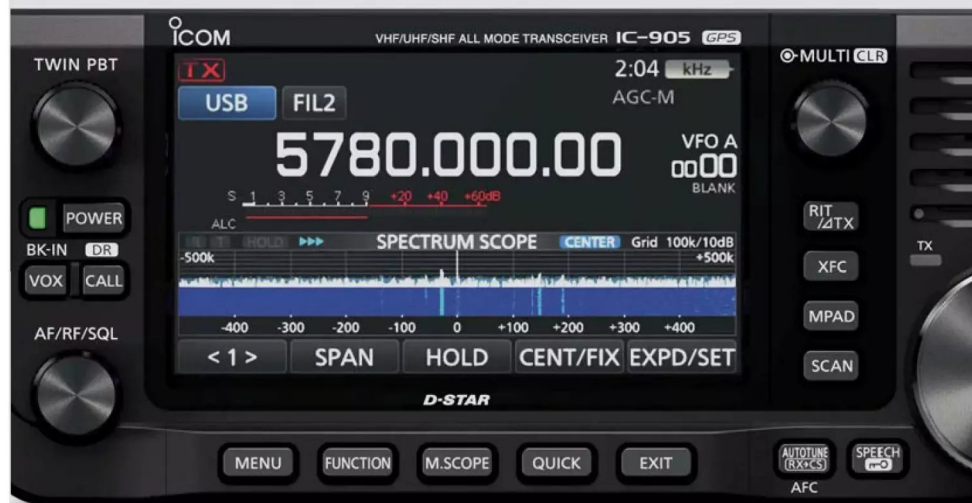 ICOM
VHF/UHF/SHF ALL MODE TRANSCEIVER IC-905 GPS
TWIN PBT
MULTI CLR
TX
2:04 kHz
USB FIL2
AGC-M
5780.000.00
VFO A
00
BLANK
S 1 . 3 . 5 . 7 . 9 +20 +40 +60dB
ALC
POWER
BK-IN DR
VOX CALL
AF/RF/SQL
HOLD SPECTRUM SCOPE CENTER Grid 100k/10dB
-500k +500k
-400 -300 -200 -100 0 +100 +200 +300 +400
< 1 > SPAN HOLD CENT/FIX EXPD/SET
D-STAR
RIT
/⊿TX
TX
XFC
MPAD
SCAN
MENU FUNCTION M.SCOPE QUICK EXIT
AUTOTUNE
RX+CS
AFC
SPEECH